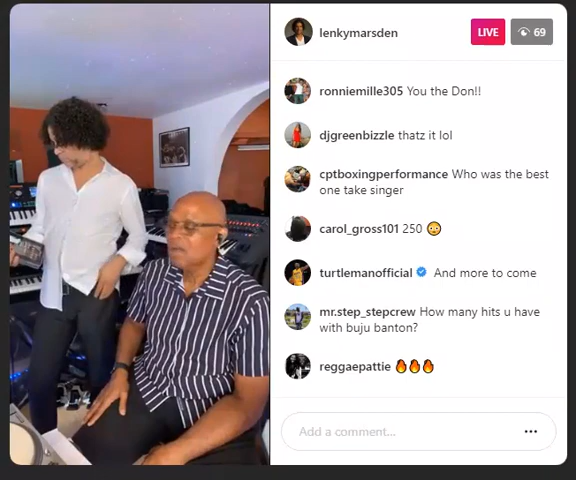 lenkymarsden
LIVE
69
ronniemille305 You the Don!!
djgreenbizzle thatz it lol
cptboxingperformance Who was the best
one take singer
carol_gross101 250 😳
turtlemanofficial And more to come
mr.step_stepcrew How many hits u have
with buju banton?
reggaepattie 🔥🔥🔥
Add a comment...